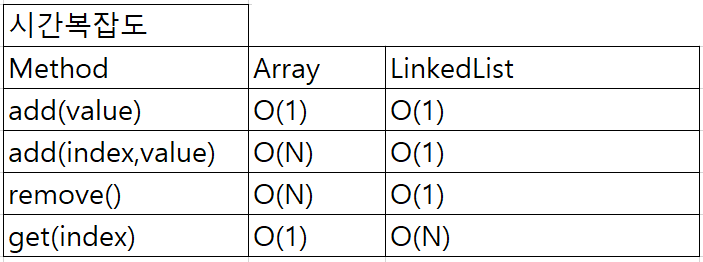 시간복잡도
Method Array LinkedList
add(value) O(1) O(1)
add(index,value) O(N) O(1)
remove() O(N) O(1)
get(index) O(1) O(N)